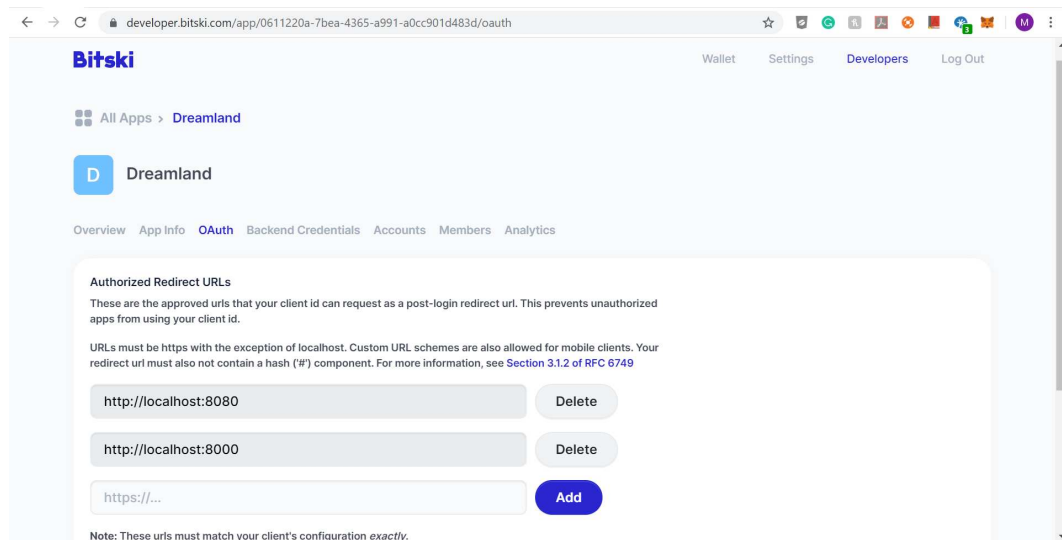 developer.bitski.com/app/0611220a-7bea-4365-a991-a0cc901d483d/oauth
3
M
Bitski
Wallet Settings Developers Log Out
All Apps > Dreamland
D Dreamland
Overview App Info OAuth Backend Credentials Accounts Members Analytics
Authorized Redirect URLs
These are the approved urls that your client id can request as a post-login redirect url. This prevents unauthorized
apps from using your client id.
URLs must be https with the exception of localhost. Custom URL schemes are also allowed for mobile clients. Your
redirect url must also not contain a hash ('#') component. For more information, see Section 3.1.2 of RFC 6749
http://localhost:8080 Delete
http://localhost:8000 Delete
https://... Add
Note: These urls must match your client's configuration exactly.